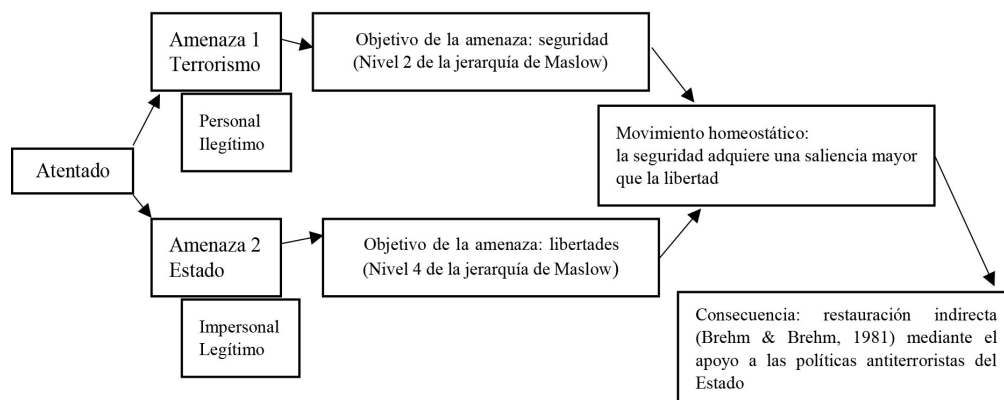 Atentado
Amenaza 1
Terrorismo
Personal
Ilegítimo
Objetivo de la amenaza: seguridad
(Nivel 2 de la jerarquía de Maslow)
Amenaza 2
Estado
Impersonal
Legítimo
Objetivo de la amenaza: libertades
(Nivel 4 de la jerarquía de Maslow)
Movimiento homeostático:
la seguridad adquiere una saliencia mayor
que la libertad
Consecuencia: restauración indirecta
(Brehm & Brehm, 1981) mediante el
apoyo a las políticas antiterroristas del
Estado